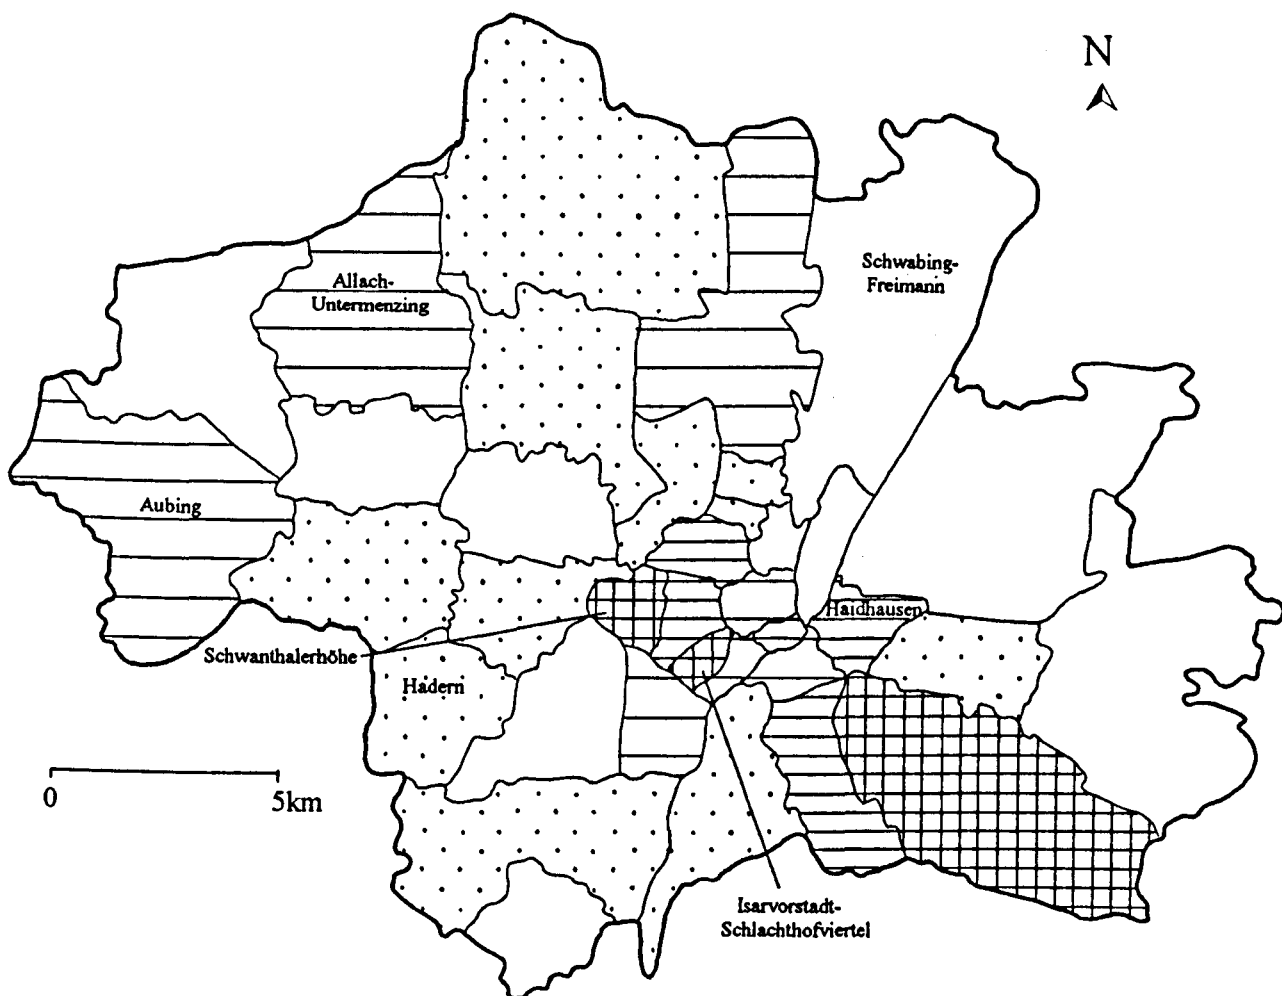 N
Schwabing-
Freimann
Allach-
Untermenzing
Aubing
Haidhausen
Schwanthalerhöhe
Hadern
0 5km
Isarvorstadt-
Schlachthofviertel